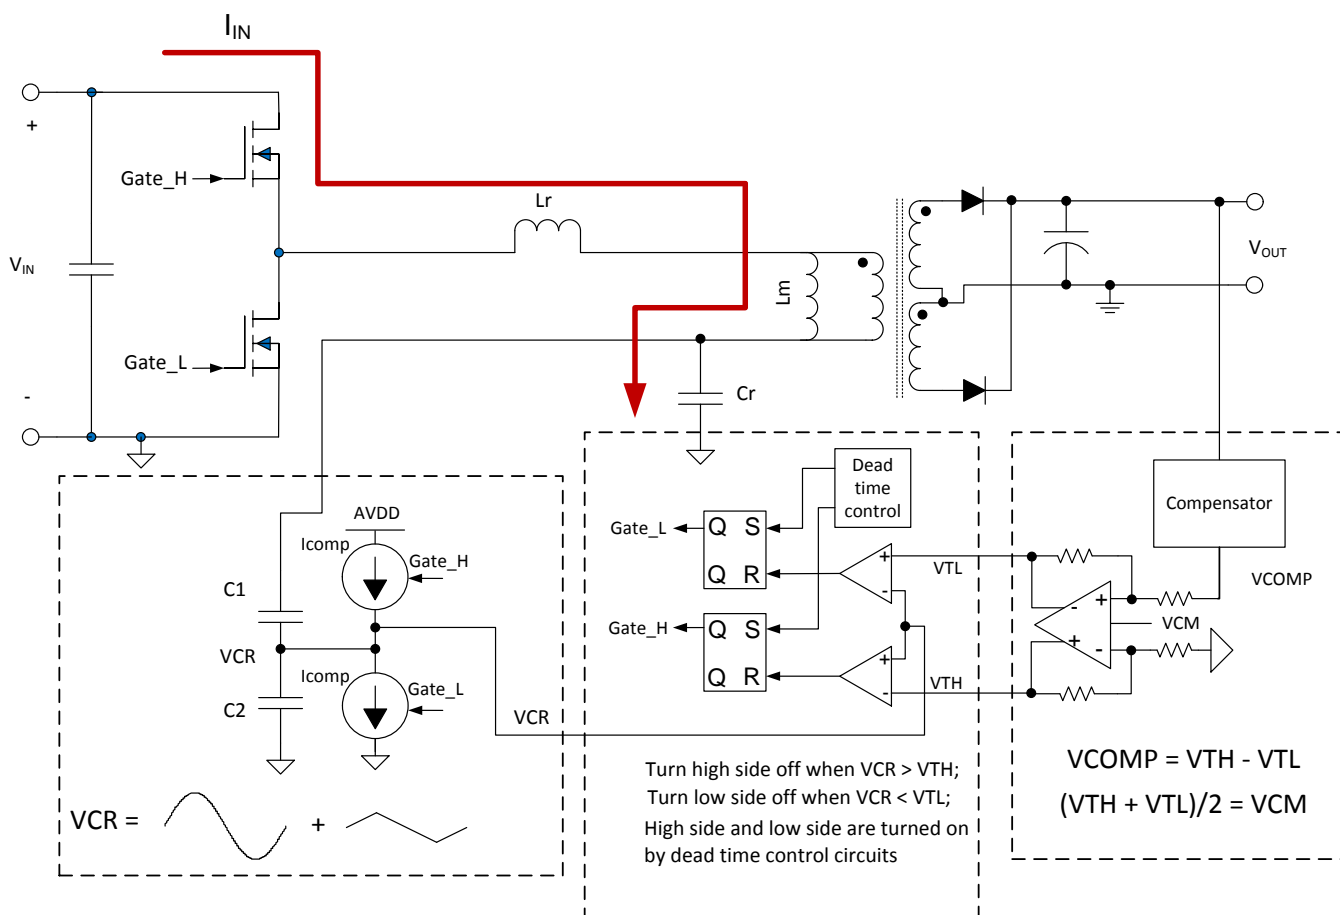 I_IN
+
Gate_H
Lr
V_IN
Lm
V_OUT
Gate_L
-
Cr
Dead
time
control
Compensator
AVDD
Icomp
Gate_H
Gate_L
Q S
+
VTL
C1
Q R
-
VCOMP
- +
VCM
Gate_H
Q S
+ -
VCR
Icomp
+
Q R
VTH
-
C2
Gate_L
VCR
Turn high side off when VCR > VTH;
Turn low side off when VCR < VTL;
High side and low side are turned on
by dead time control circuits
VCOMP = VTH - VTL
(VTH + VTL)/2 = VCM
VCR = +